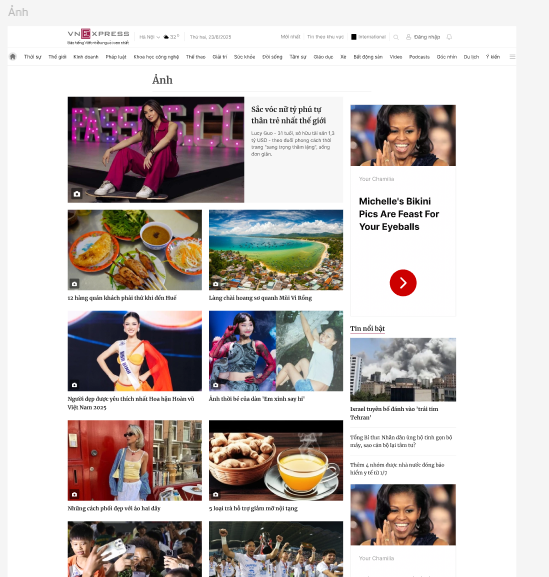 Ảnh
VNEXPRESS
Báo tiếng Việt nhiều người xem nhất
Hà Nội
32°
Thứ hai, 23/6/2025
Mới nhất
Tin theo khu vực
International
Đăng nhập
Thời sự
Thế giới
Kinh doanh
Pháp luật
Khoa học công nghệ
Thể thao
Giải trí
Sức khỏe
Đời sống
Tâm sự
Giáo dục
Xe
Bất động sản
Video
Podcasts
Góc nhìn
Du lịch
Ý kiến
Ảnh
Sắc vóc nữ tỷ phú tự
thân trẻ nhất thế giới
Lucy Guo - 31 tuổi, sở hữu tài sản 1,3
tỷ USD - theo đuổi phong cách thời
trang "sang trọng thầm lặng", sống
đơn giản.
12 hàng quán khách phải thử khi đến Huế
Làng chài hoang sơ quanh Mũi Vi Rồng
Người đẹp được yêu thích nhất Hoa hậu Hoàn vũ
Việt Nam 2025
Ảnh thời bé của dàn 'Em xinh say hi'
Những cách phối đẹp với áo hai dây
5 loại trà hỗ trợ giảm mỡ nội tạng
Your Chamila
Michelle's Bikini
Pics Are Feast For
Your Eyeballs
Tin nổi bật
Israel tuyên bố đánh vào 'trái tim
Tehran'
Tổng Bí thư: Nhân dân ủng hộ tỉnh gọn bộ
máy, sao cán bộ lại tâm tư?
Thêm 4 nhóm được nhà nước đóng bảo
hiểm y tế từ 1/7
Your Chamila